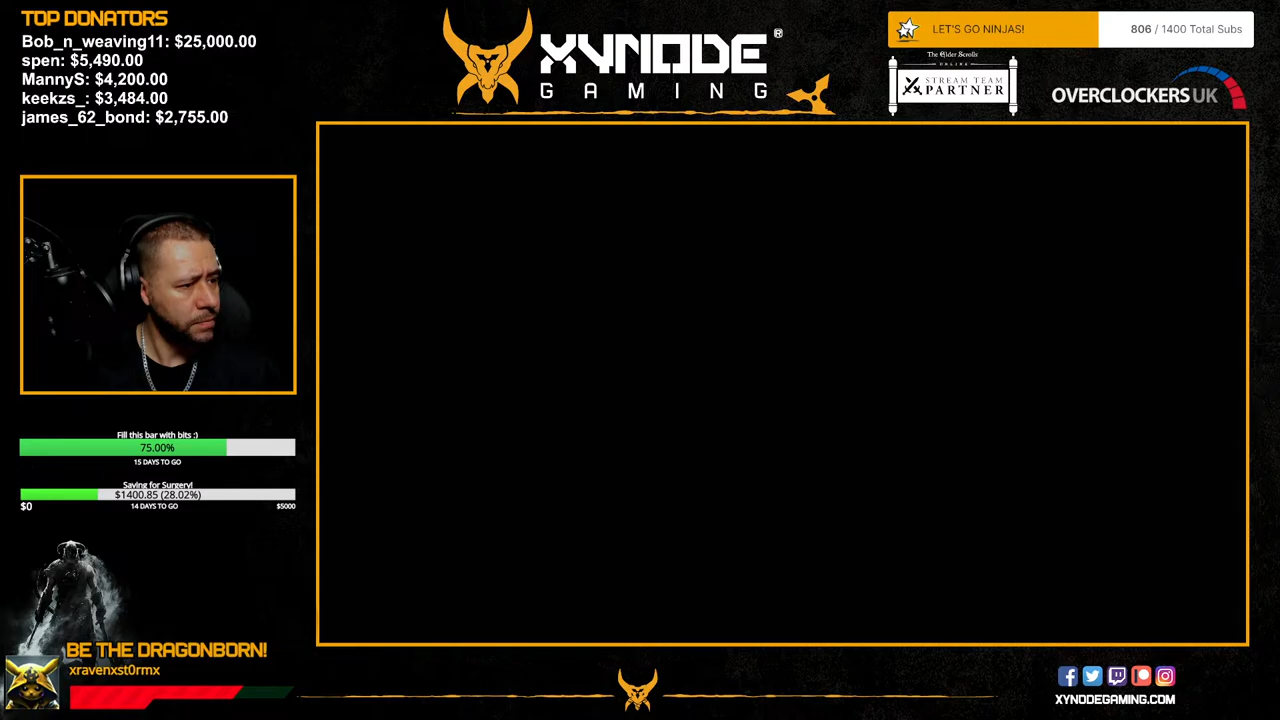 TOP DONATORS
Bob_n_weaving11: $25,000.00
spen: $5,490.00
MannyS: $4,200.00
keekzs_: $3,484.00
james_62_bond: $2,755.00
XYNODE®
GAMING
LET'S GO NINJAS!
806 / 1400 Total Subs
The Elder Scrolls
ONLINE
STREAM TEAM
PARTNER
OVERCLOCKERS UK
Fill this bar with bits :)
75.00%
15 DAYS TO GO
Saving for Surgery!
$1400.85 (28.02%)
$0
14 DAYS TO GO
$5000
BE THE DRAGONBORN!
xravenxst0rmx
XYNODEGAMING.COM